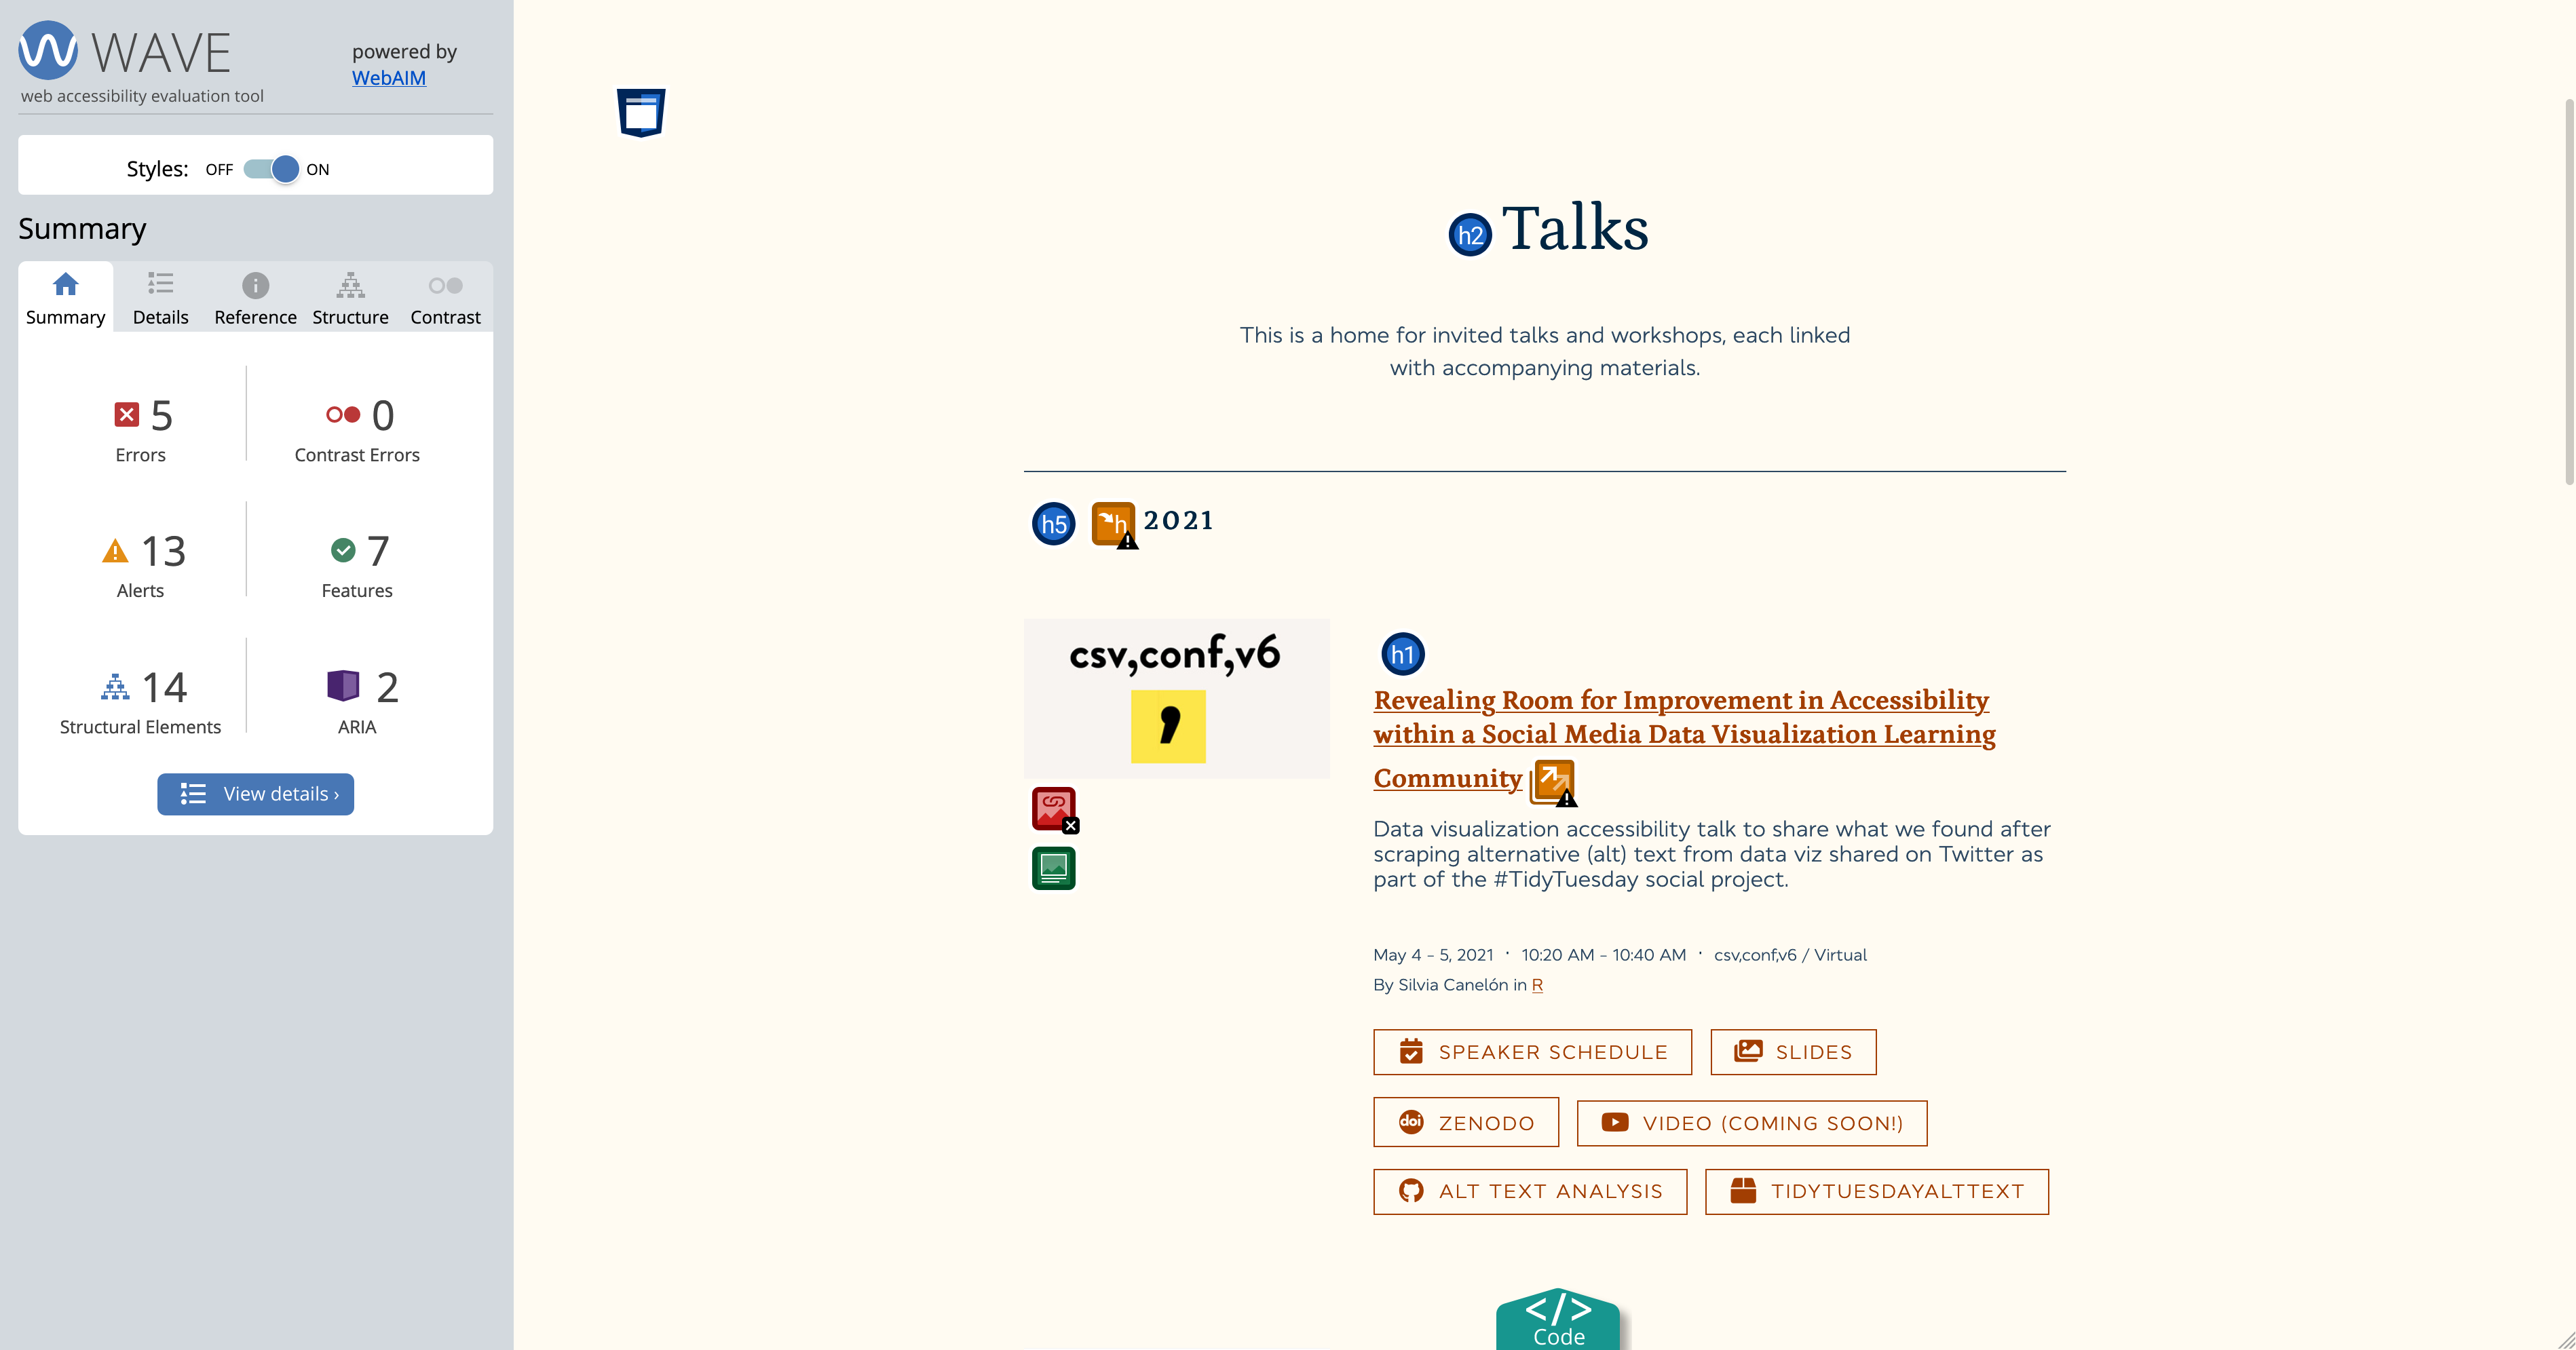 WAVE
powered by
WebAIM
web accessibility evaluation tool
Styles: OFF ON
Summary
Summary Details Reference Structure Contrast
5 Errors
0 Contrast Errors
13 Alerts
7 Features
14 Structural Elements
2 ARIA
View details ›
h2 Talks
This is a home for invited talks and workshops, each linked
with accompanying materials.
h5 h 2021
csv,conf,v6
,
h1
Revealing Room for Improvement in Accessibility
within a Social Media Data Visualization Learning
Community
Data visualization accessibility talk to share what we found after
scraping alternative (alt) text from data viz shared on Twitter as
part of the #TidyTuesday social project.
May 4 - 5, 2021 · 10:20 AM - 10:40 AM · csv,conf,v6 / Virtual
By Silvia Canelón in R
SPEAKER SCHEDULE
SLIDES
doi ZENODO
VIDEO (COMING SOON!)
ALT TEXT ANALYSIS
TIDYTUESDAYALTTEXT
</>
Code